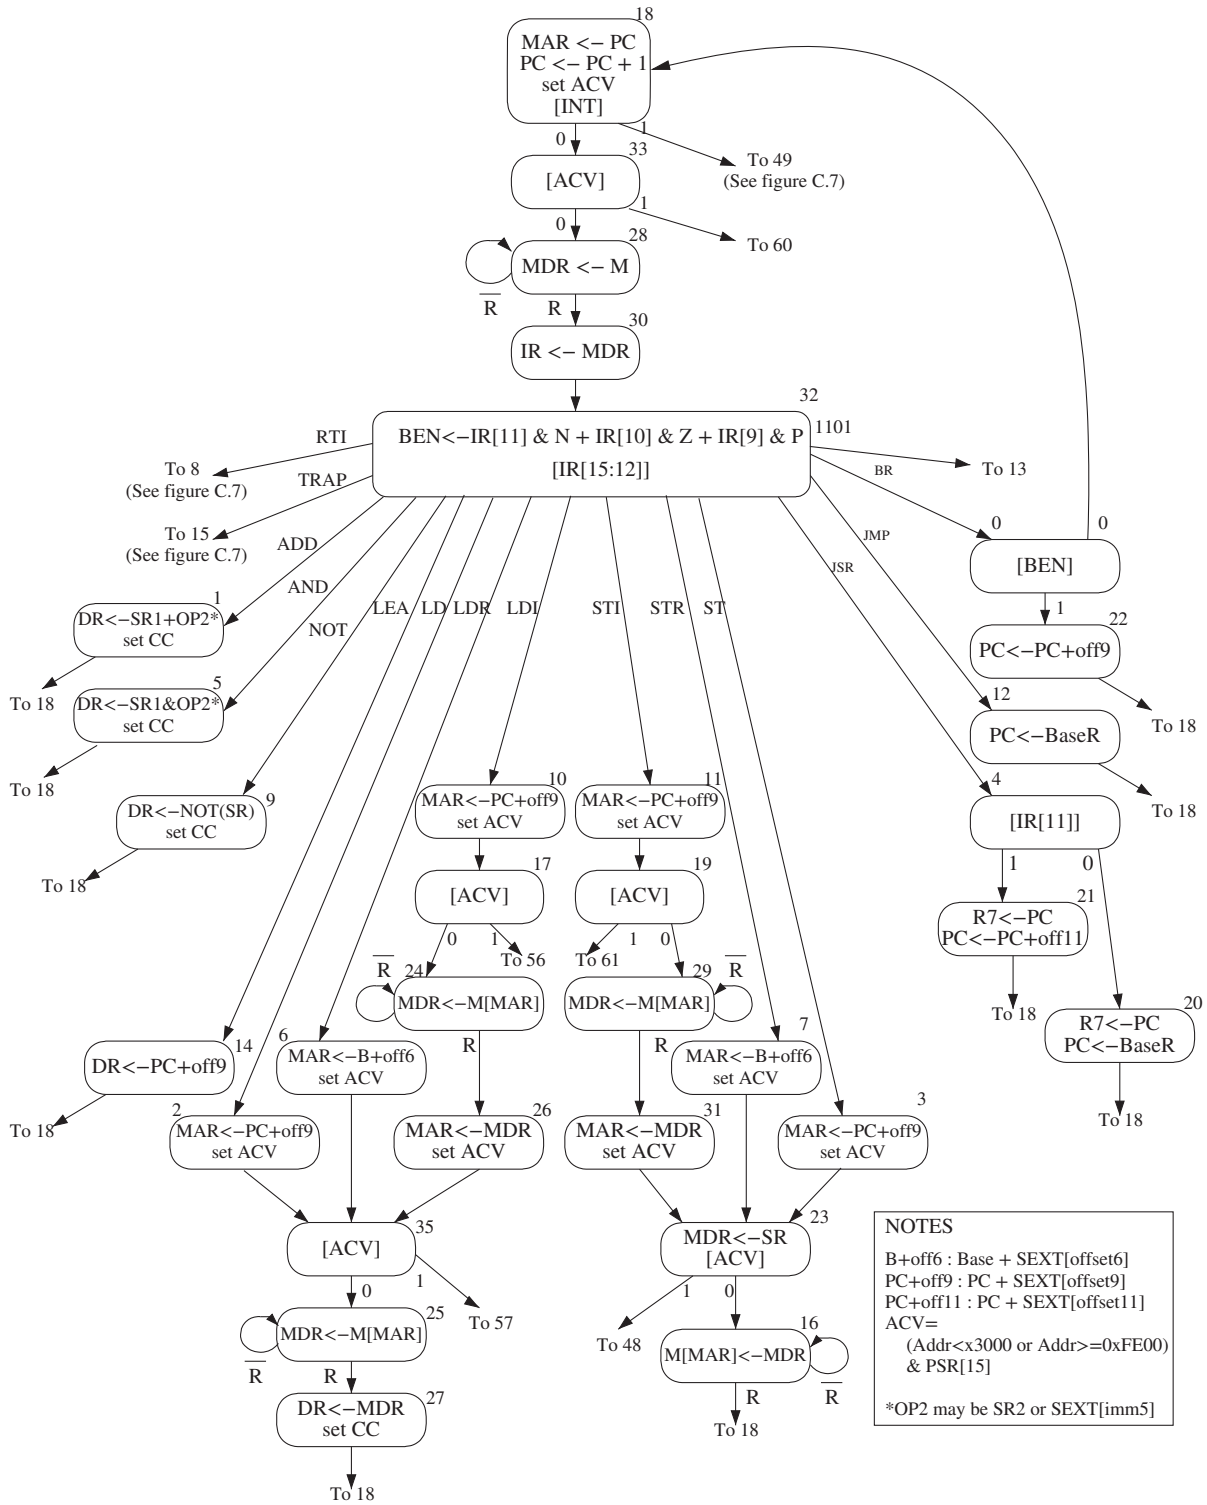 18
MAR <– PC
PC <– PC + 1
set ACV
[INT]
0
1
33
To 49
(See figure C.7)
[ACV]
1
0
28
To 60
MDR <– M
R
R
30
IR <– MDR
32
BEN<–IR[11] & N + IR[10] & Z + IR[9] & P
[IR[15:12]]
1101
RTI
To 8
(See figure C.7)
TRAP
To 15
(See figure C.7)
To 13
BR
JMP
JSR
ADD
AND
NOT
LEA
LD
LDR
LDI
STI
STR
ST
0
0
[BEN]
1
22
PC<–PC+off9
To 18
1
DR<–SR1+OP2*
set CC
To 18
5
DR<–SR1&OP2*
set CC
To 18
12
PC<–BaseR
To 18
9
DR<–NOT(SR)
set CC
To 18
10
MAR<–PC+off9
set ACV
11
MAR<–PC+off9
set ACV
4
[IR[11]]
1
0
17
[ACV]
0
1
To 56
19
[ACV]
1
0
To 61
21
R7<–PC
PC<–PC+off11
To 18
R
24
MDR<–M[MAR]
R
29
R
MDR<–M[MAR]
R
20
R7<–PC
PC<–BaseR
To 18
14
DR<–PC+off9
To 18
6
MAR<–B+off6
set ACV
7
MAR<–B+off6
set ACV
2
MAR<–PC+off9
set ACV
26
MAR<–MDR
set ACV
31
MAR<–MDR
set ACV
3
MAR<–PC+off9
set ACV
35
[ACV]
0
1
To 57
23
MDR<–SR
[ACV]
1
0
To 48
25
MDR<–M[MAR]
R
R
16
M[MAR]<–MDR
R
R
To 18
27
DR<–MDR
set CC
To 18
NOTES
B+off6 : Base + SEXT[offset6]
PC+off9 : PC + SEXT[offset9]
PC+off11 : PC + SEXT[offset11]
ACV=
(Addr<x3000 or Addr>=0xFE00)
& PSR[15]
*OP2 may be SR2 or SEXT[imm5]